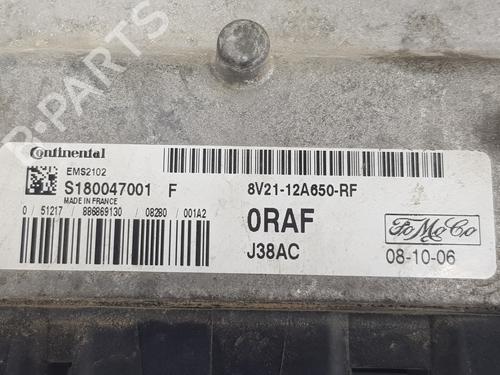 B-PARTS
Continental
EMS2102
S180047001 F 8V21-12A650-RF
MADE IN FRANCE
0 51217 / 886869130 / 08280 / 001A2
0RAF
FoMoCo
J38AC 08-10-06